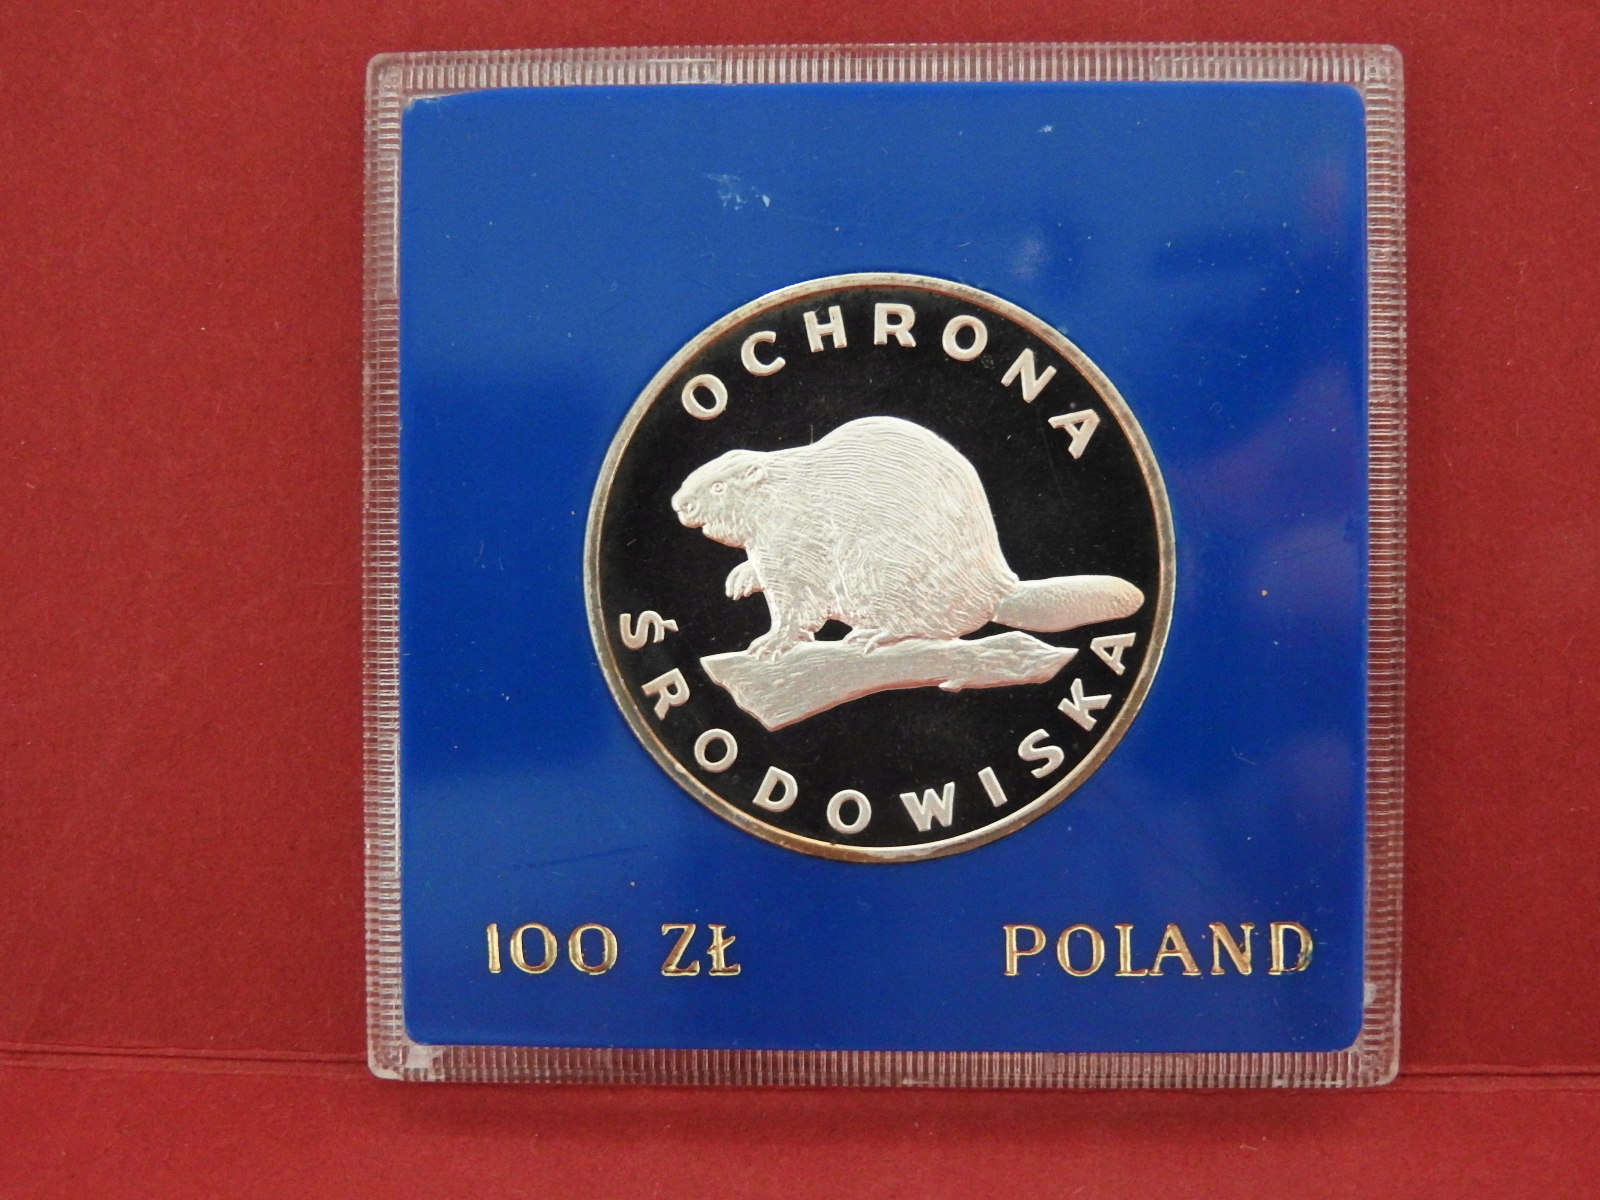 OCHRONA
ŚRODOWISKA
100 ZŁ POLAND